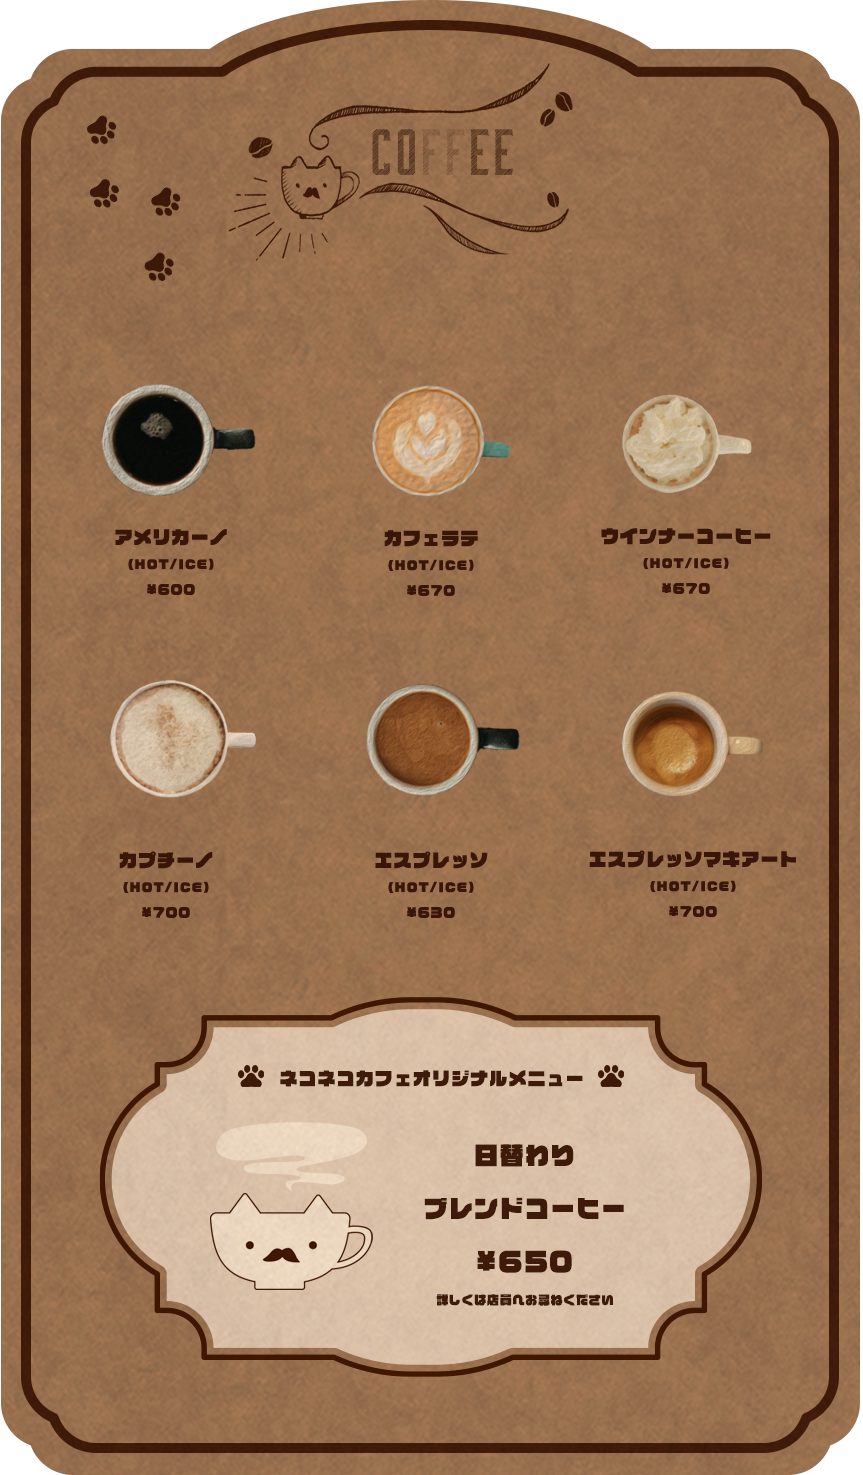 COFFEE
アメリカーノ
(HOT/ICE)
¥600
カフェラテ
(HOT/ICE)
¥670
ウインナーコーヒー
(HOT/ICE)
¥670
カプチーノ
(HOT/ICE)
¥700
エスプレッソ
(HOT/ICE)
¥630
エスプレッソマキアート
(HOT/ICE)
¥700
ネコネコカフェオリジナルメニュー
日替わり
ブレンドコーヒー
¥650
詳しくは店員へお尋ねください